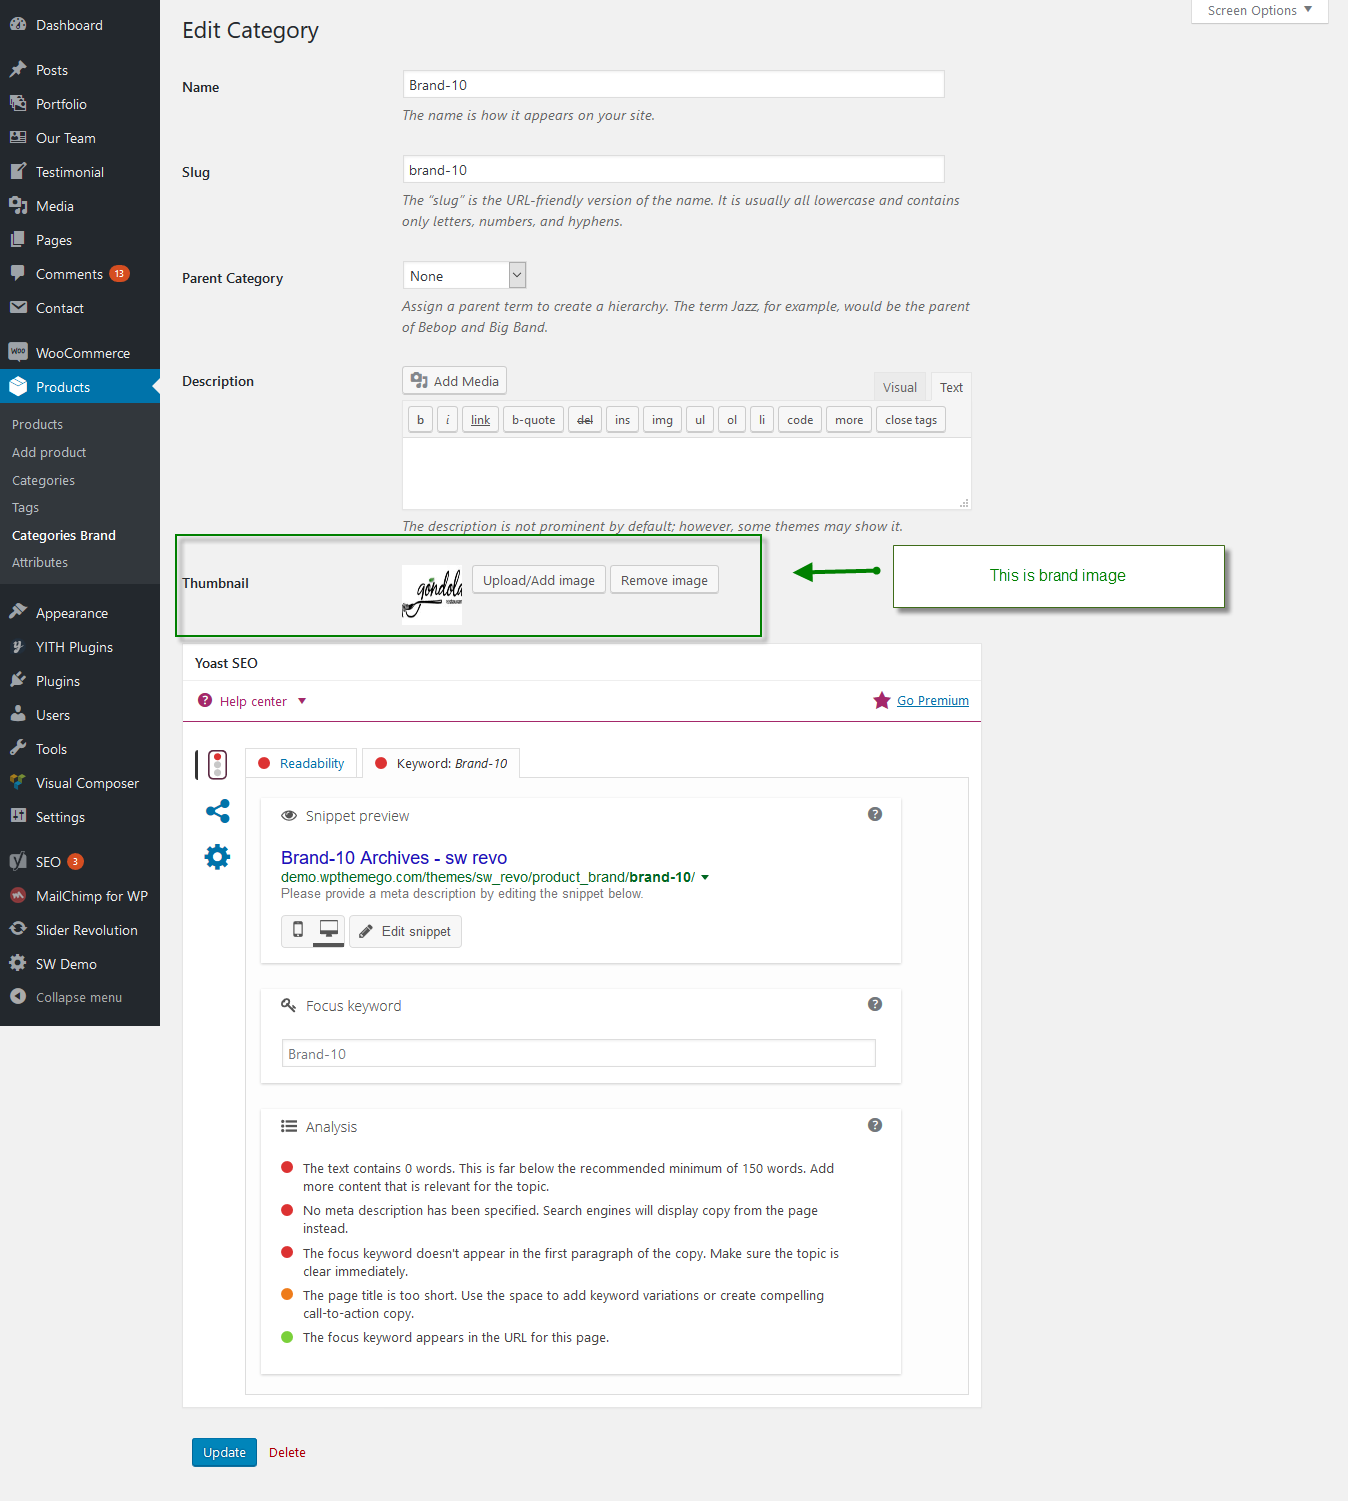 Screen Options
Dashboard
Posts
Portfolio
Our Team
Testimonial
Media
Pages
Comments 13
Contact
WooCommerce
Products
Products
Add product
Categories
Tags
Categories Brand
Attributes
Appearance
YITH Plugins
Plugins
Users
Tools
Visual Composer
Settings
SEO 3
MailChimp for WP
Slider Revolution
SW Demo
Collapse menu
Edit Category
Name
Brand-10
The name is how it appears on your site.
Slug
brand-10
The “slug” is the URL-friendly version of the name. It is usually all lowercase and contains
only letters, numbers, and hyphens.
Parent Category
None
Assign a parent term to create a hierarchy. The term Jazz, for example, would be the parent
of Bebop and Big Band.
Description
Add Media
Visual Text
b i link b-quote del ins img ul ol li code more close tags
The description is not prominent by default; however, some themes may show it.
Thumbnail
gondola
Upload/Add image Remove image
This is brand image
Yoast SEO
Help center
Go Premium
Readability Keyword: Brand-10
Snippet preview
Brand-10 Archives - sw revo
demo.wpthemego.com/themes/sw_revo/product_brand/brand-10/
Please provide a meta description by editing the snippet below.
Edit snippet
Focus keyword
Brand-10
Analysis
The text contains 0 words. This is far below the recommended minimum of 150 words. Add
more content that is relevant for the topic.
No meta description has been specified. Search engines will display copy from the page
instead.
The focus keyword doesn't appear in the first paragraph of the copy. Make sure the topic is
clear immediately.
The page title is too short. Use the space to add keyword variations or create compelling
call-to-action copy.
The focus keyword appears in the URL for this page.
Update Delete